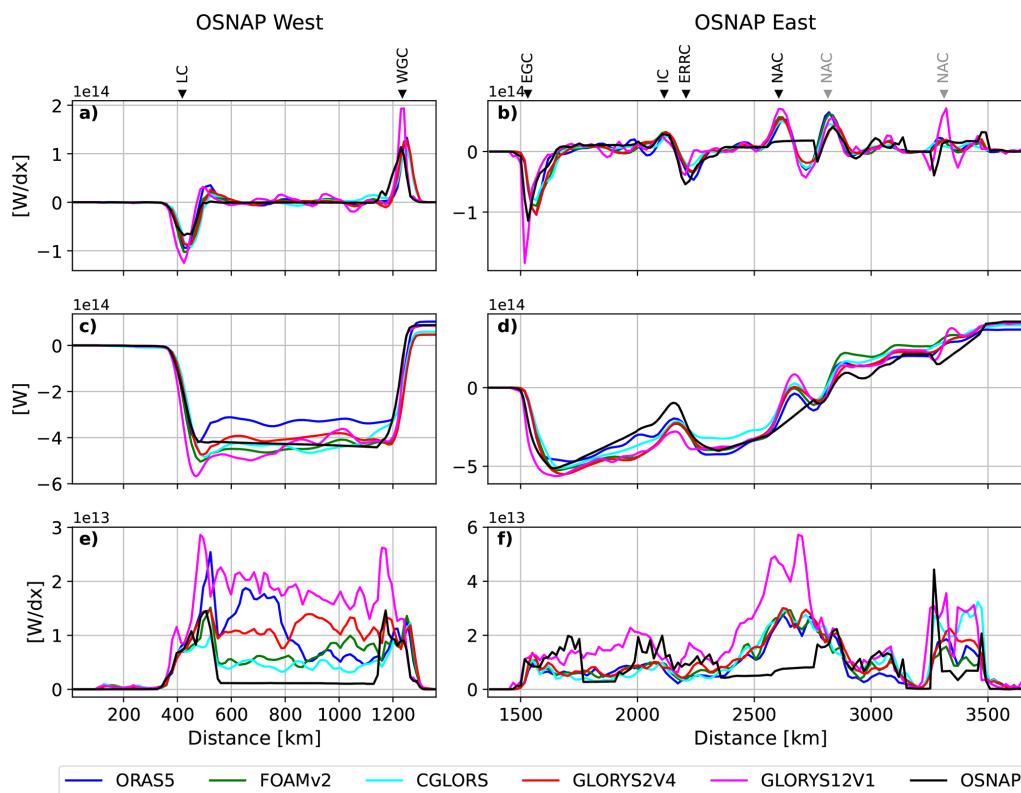 OSNAP West
OSNAP East
LC
WGC
EGC
IC
ERRC
NAC
NAC
NAC
1e14
a)
2
1
0
−1
[W/dx]
1e14
b)
0
−1
1e14
c)
0
−2
−4
−6
[W]
1e14
d)
0
−5
1e13
e)
3
2
1
0
[W/dx]
200 400 600 800 1000 1200
Distance [km]
1e13
f)
6
4
2
0
1500 2000 2500 3000 3500
Distance [km]
ORAS5 FOAMv2 CGLORS GLORYS2V4 GLORYS12V1 OSNAP